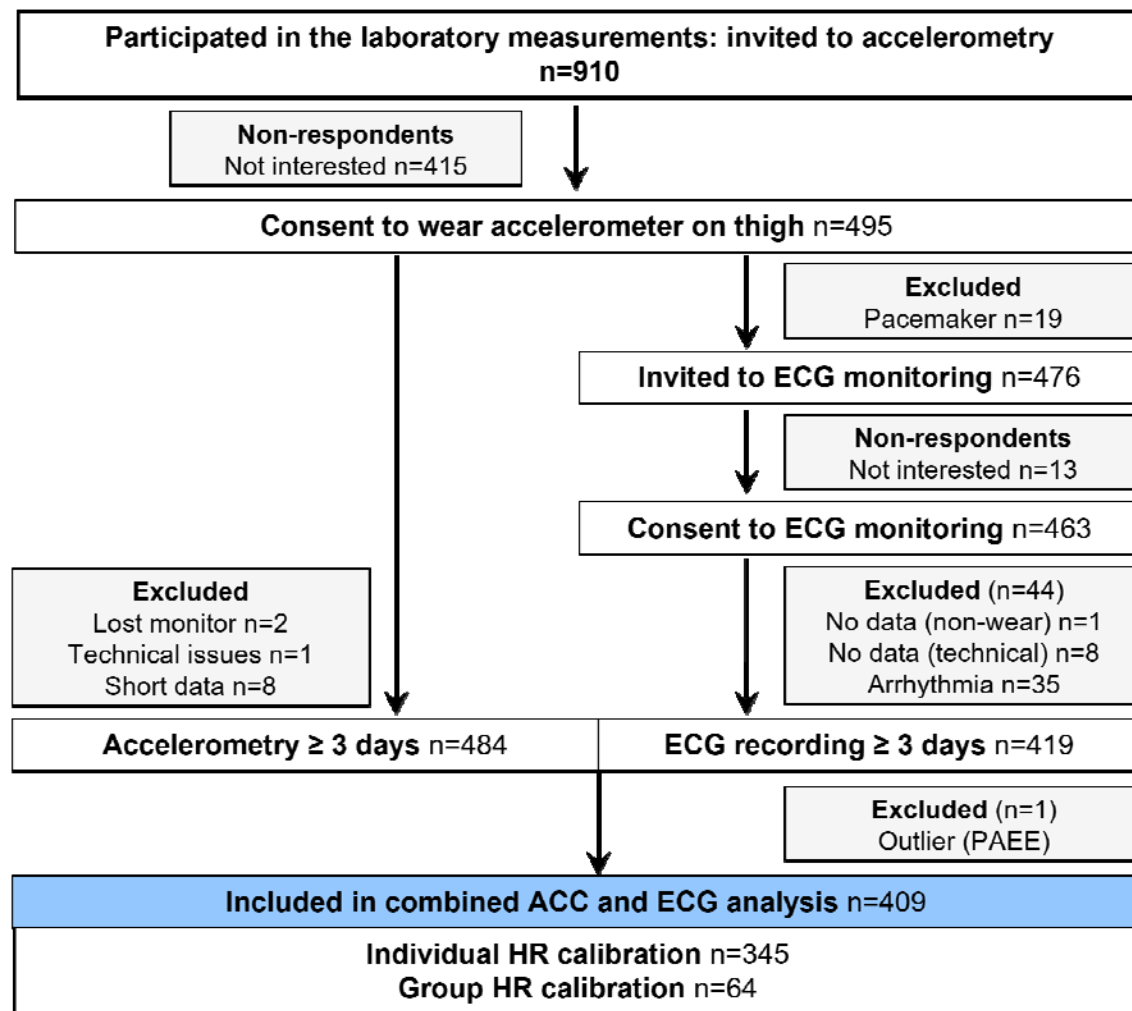 Participated in the laboratory measurements: invited to accelerometry
n=910
Non-respondents
Not interested n=415
Consent to wear accelerometer on thigh n=495
Excluded
Pacemaker n=19
Invited to ECG monitoring n=476
Non-respondents
Not interested n=13
Consent to ECG monitoring n=463
Excluded
Lost monitor n=2
Technical issues n=1
Short data n=8
Excluded (n=44)
No data (non-wear) n=1
No data (technical) n=8
Arrhythmia n=35
Accelerometry ≥ 3 days n=484
ECG recording ≥ 3 days n=419
Excluded (n=1)
Outlier (PAEE)
Included in combined ACC and ECG analysis n=409
Individual HR calibration n=345
Group HR calibration n=64